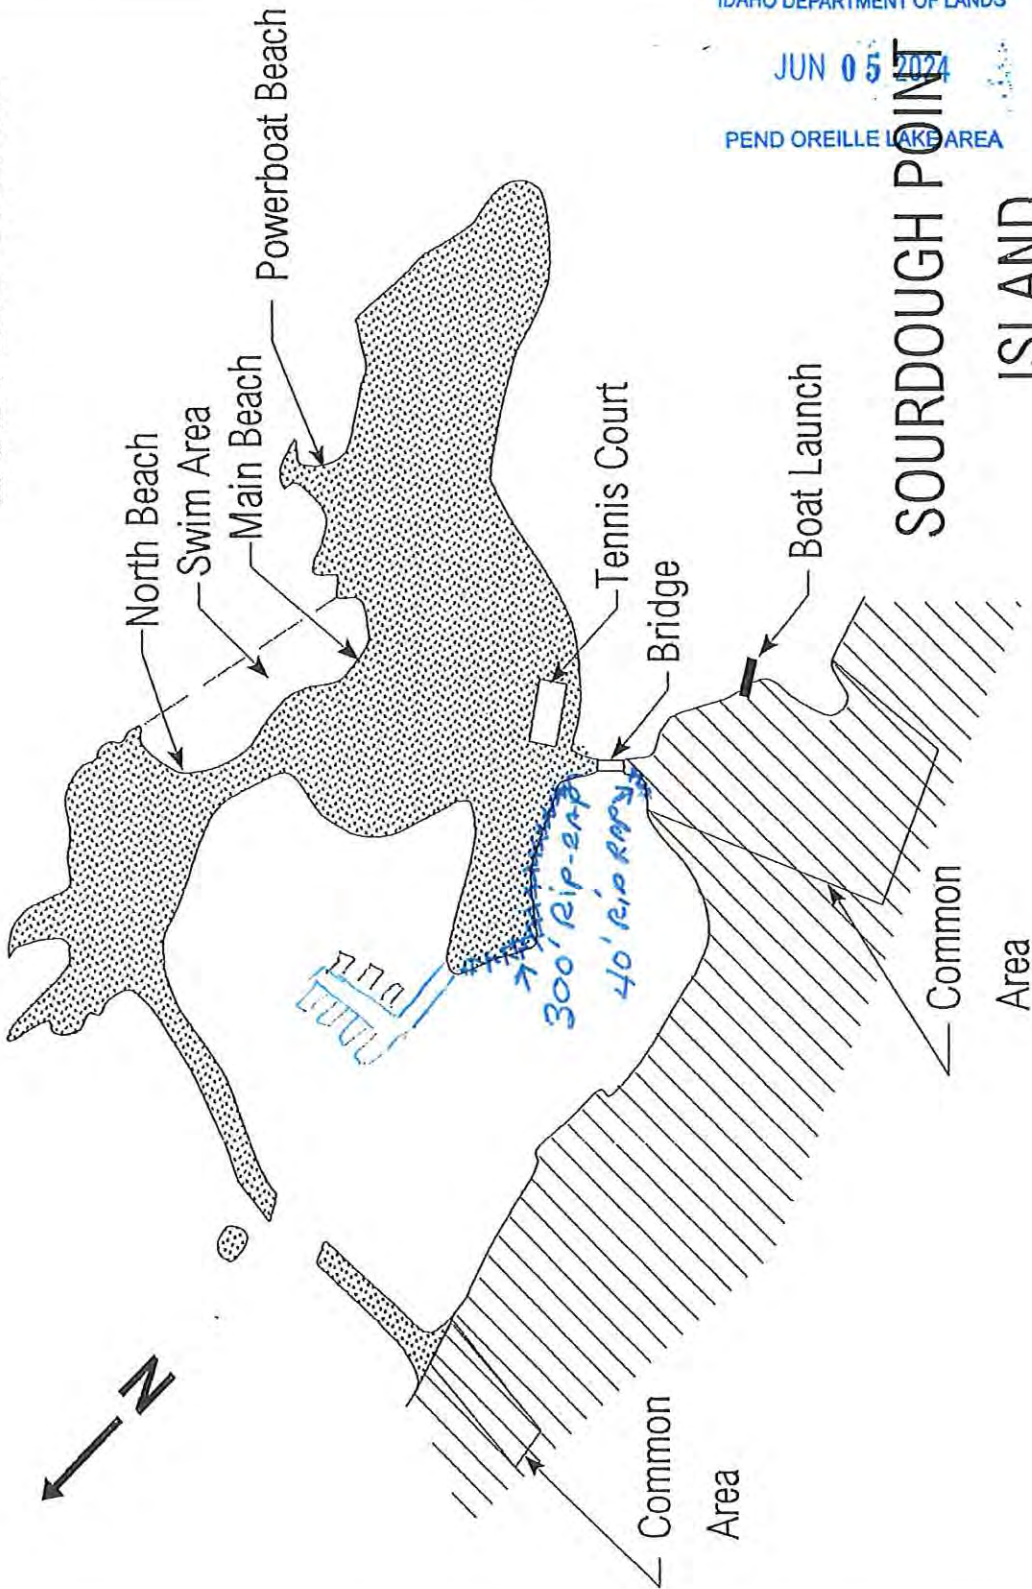 IDAHO DEPARTMENT OF LANDS
JUN 05 2024
PEND OREILLE LAKE AREA
SOURDOUGH POINT
ISLAND
North Beach
Swim Area
Main Beach
Powerboat Beach
Tennis Court
Bridge
Boat Launch
300' Rip-RAP
40' Rip RAP
Common
Area
Common
Area
N